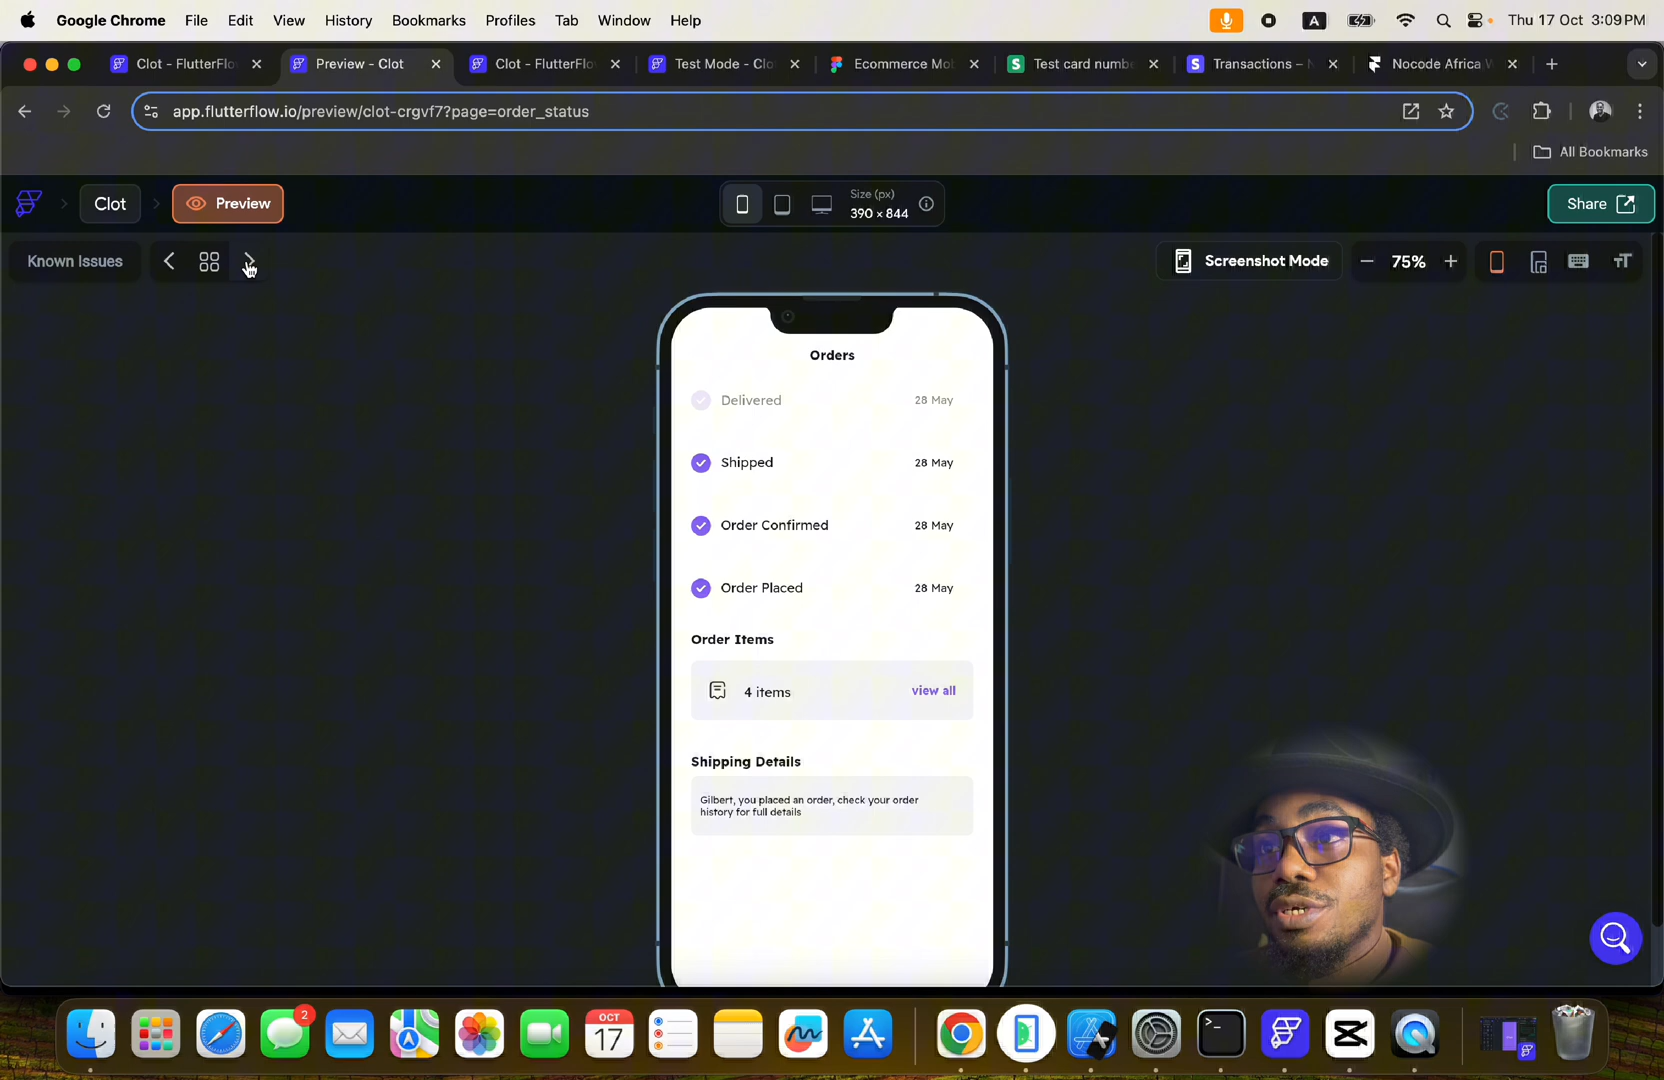 Google Chrome File Edit View History Bookmarks Profiles Tab Window Help A Thu 17 Oct 3:09 PM
Clot - FlutterFlo Preview - Clot Clot - FlutterFlo Test Mode - Clo Ecommerce Mob Test card numbe Transactions – N Nocode Africa W
app.flutterflow.io/preview/clot-crgvf7?page=order_status
All Bookmarks
Clot Preview Size (px) Share
390 × 844
Known Issues Screenshot Mode 75%
Orders
Delivered 28 May
Shipped 28 May
Order Confirmed 28 May
Order Placed 28 May
Order Items
4 items view all
Shipping Details
Gilbert, you placed an order, check your order
history for full details
2
OCT
17